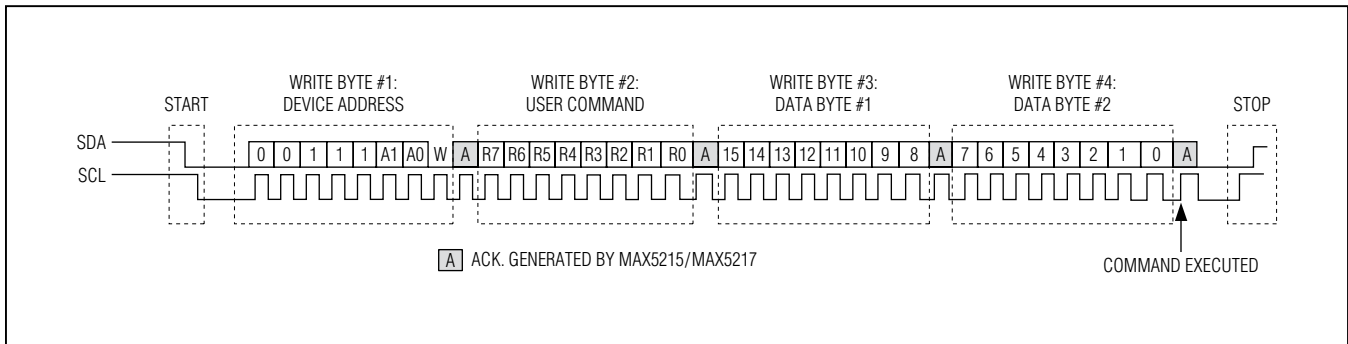 WRITE BYTE #1:
DEVICE ADDRESS
WRITE BYTE #2:
USER COMMAND
WRITE BYTE #3:
DATA BYTE #1
WRITE BYTE #4:
DATA BYTE #2
START
STOP
SDA
0 0 1 1 1 A1 A0 W A R7 R6 R5 R4 R3 R2 R1 R0 A 15 14 13 12 11 10 9 8 A 7 6 5 4 3 2 1 0 A
SCL
A ACK. GENERATED BY MAX5215/MAX5217
COMMAND EXECUTED